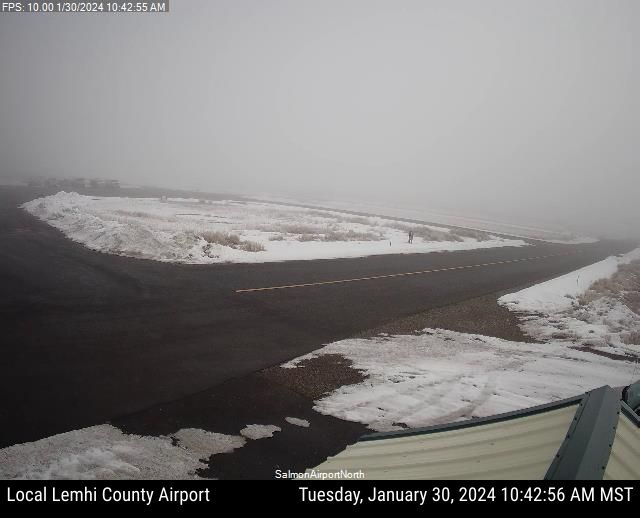 FPS: 10.00 1/30/2024 10:42:55 AM
SalmonAirportNorth
Local Lemhi County Airport Tuesday, January 30, 2024 10:42:56 AM MST